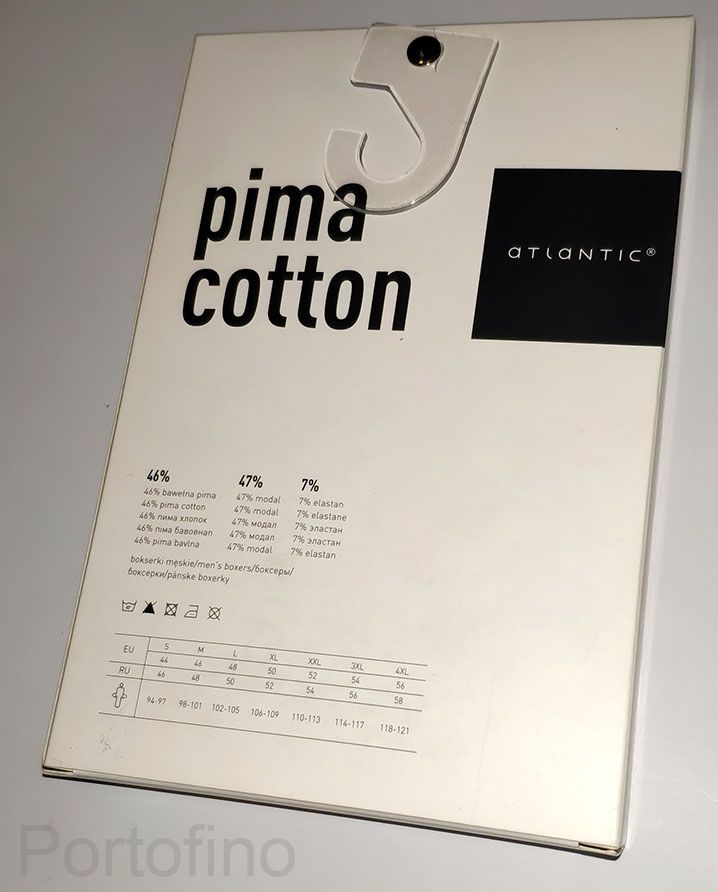 pima
cotton
ATLANTIC®
46% 47% 7%
46% bawełna pima 47% modal 7% elastan
46% pima cotton 47% modal 7% elastane
46% пима хлопок 47% модал 7% эластан
46% піма бавовнан 47% модал 7% эластан
46% pima bavlna 47% modal 7% elastan
bokserki męskie/men's boxers/боксеры/
боксерки/pánske boxerky
EU S M L XL XXL 3XL 4XL
44 46 48 50 52 54 56
RU 46 48 50 52 54 56 58
94-97 98-101 102-105 106-109 110-113 114-117 118-121
Portofino